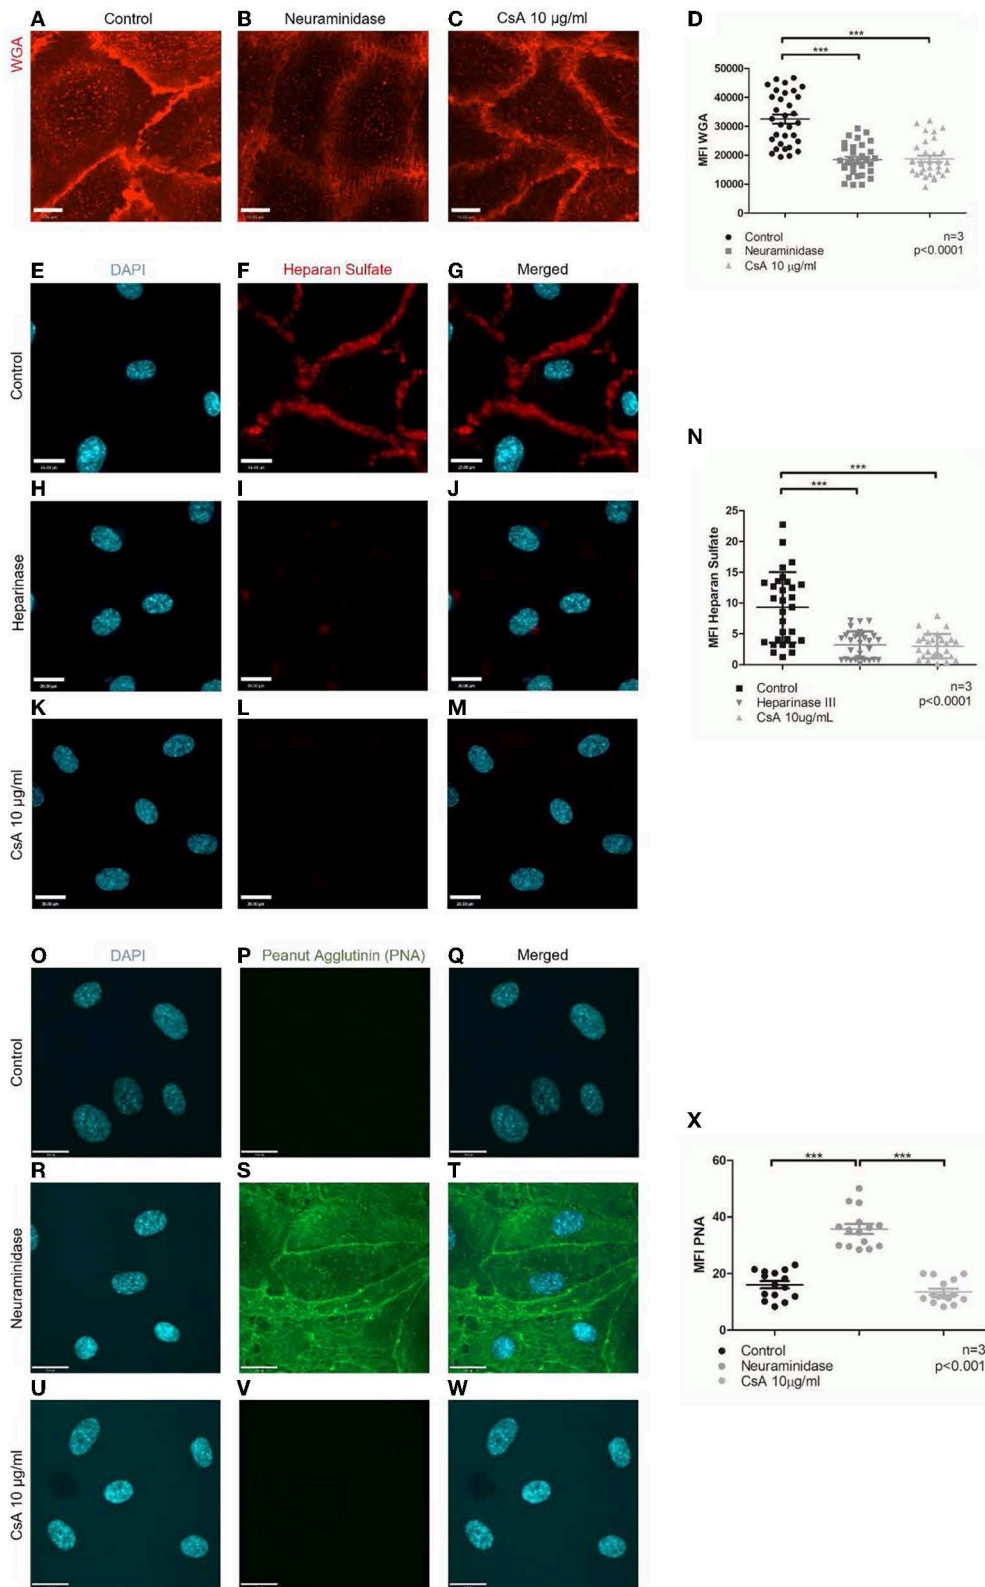 A Control B Neuraminidase C CsA 10 µg/ml
WGA
D
***
***
50000
40000
30000
20000
10000
0
MFI WGA
Control
Neuraminidase
CsA 10 µg/ml
n=3
p<0.0001
E DAPI F Heparan Sulfate G Merged
Control
H I J
Heparinase
K L M
CsA 10 µg/ml
N
***
***
25
20
15
10
5
0
MFI Heparan Sulfate
Control
Heparinase III
CsA 10ug/mL
n=3
p<0.0001
O DAPI P Peanut Agglutinin (PNA) Q Merged
Control
R S T
Neuraminidase
U V W
CsA 10 µg/ml
X
*** ***
60
40
20
0
MFI PNA
Control
Neuraminidase
CsA 10µg/ml
n=3
p<0.001